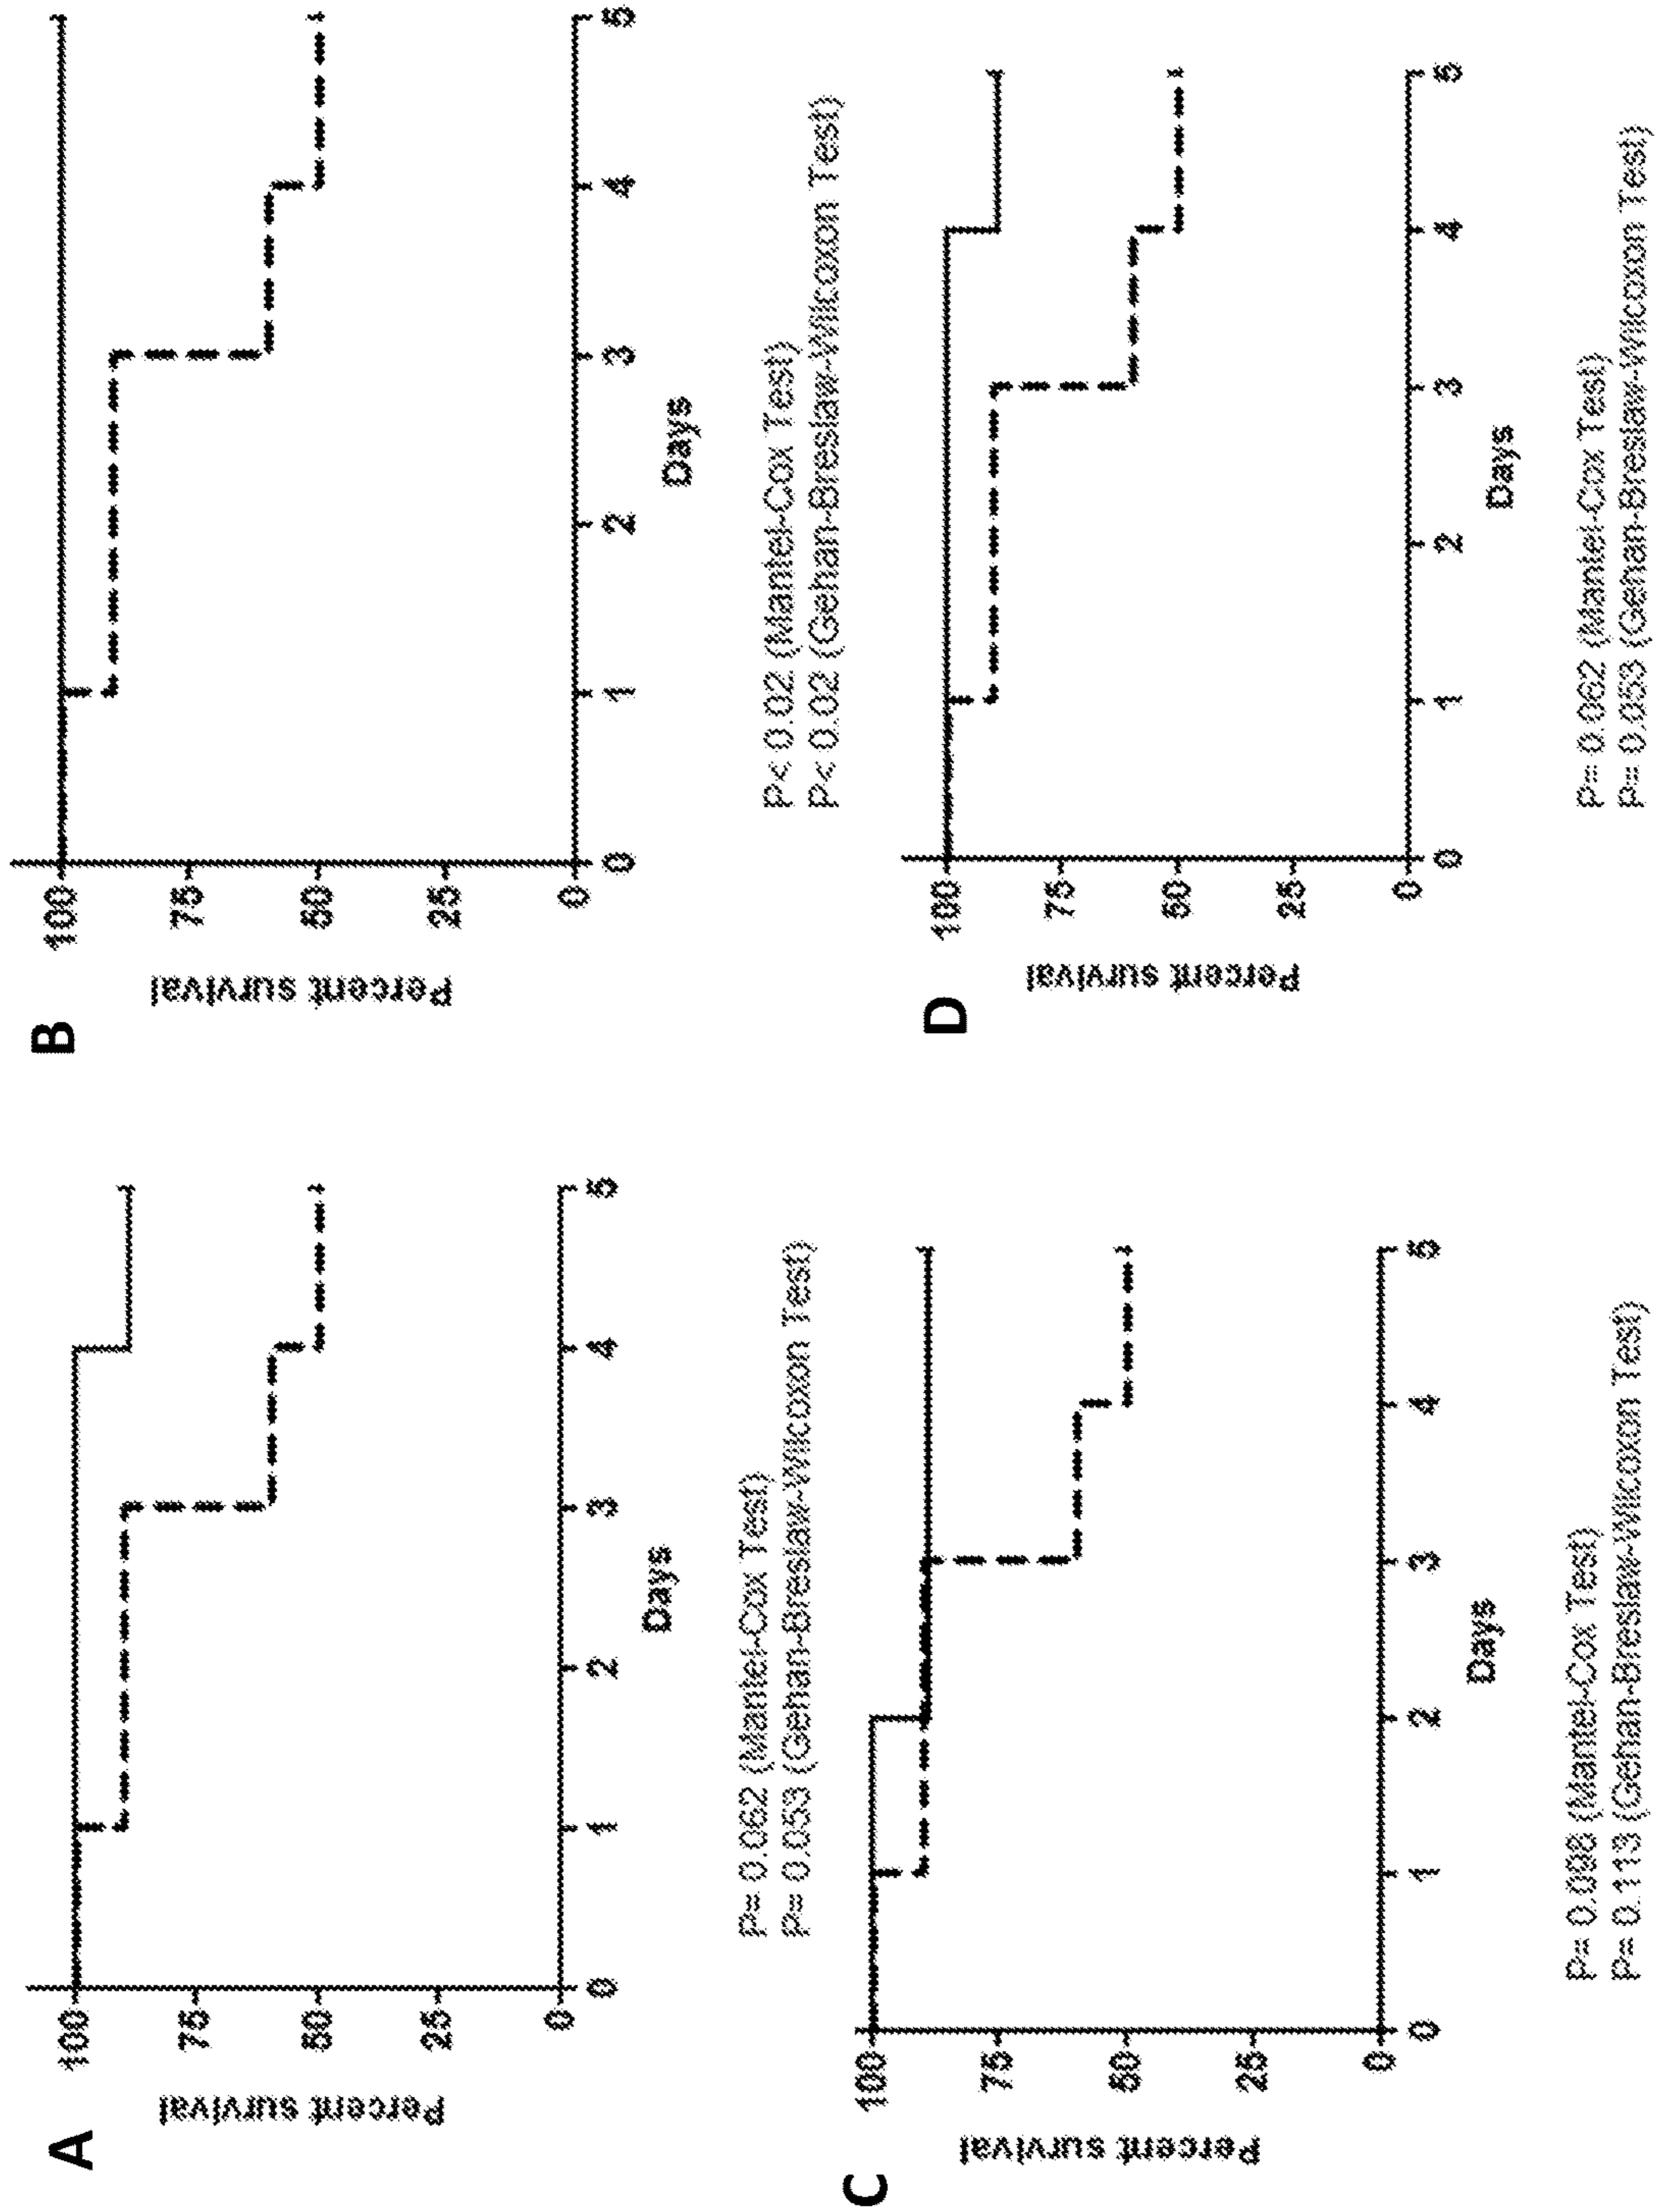 A
Percent survival
100
75
50
25
0
0 1 2 3 4 5
Days
P= 0.062 (Mantel-Cox Test)
P= 0.053 (Gehan-Breslaw-Wilcoxon Test)
B
Percent survival
100
75
50
25
0
0 1 2 3 4 5
Days
P< 0.02 (Mantel-Cox Test)
P< 0.02 (Gehan-Breslaw-Wilcoxon Test)
C
Percent survival
100
75
50
25
0
0 1 2 3 4 5
Days
P= 0.098 (Mantel-Cox Test)
P= 0.113 (Gehan-Breslaw-Wilcoxon Test)
D
Percent survival
100
75
50
25
0
0 1 2 3 4 5
Days
P= 0.062 (Mantel-Cox Test)
P= 0.053 (Gehan-Breslaw-Wilcoxon Test)